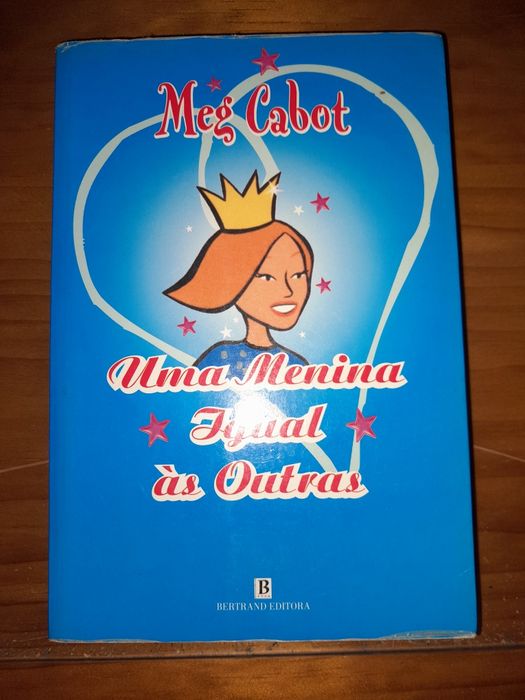 Meg Cabot
Uma Menina
Igual
às Outras
B
BERTRAND EDITORA